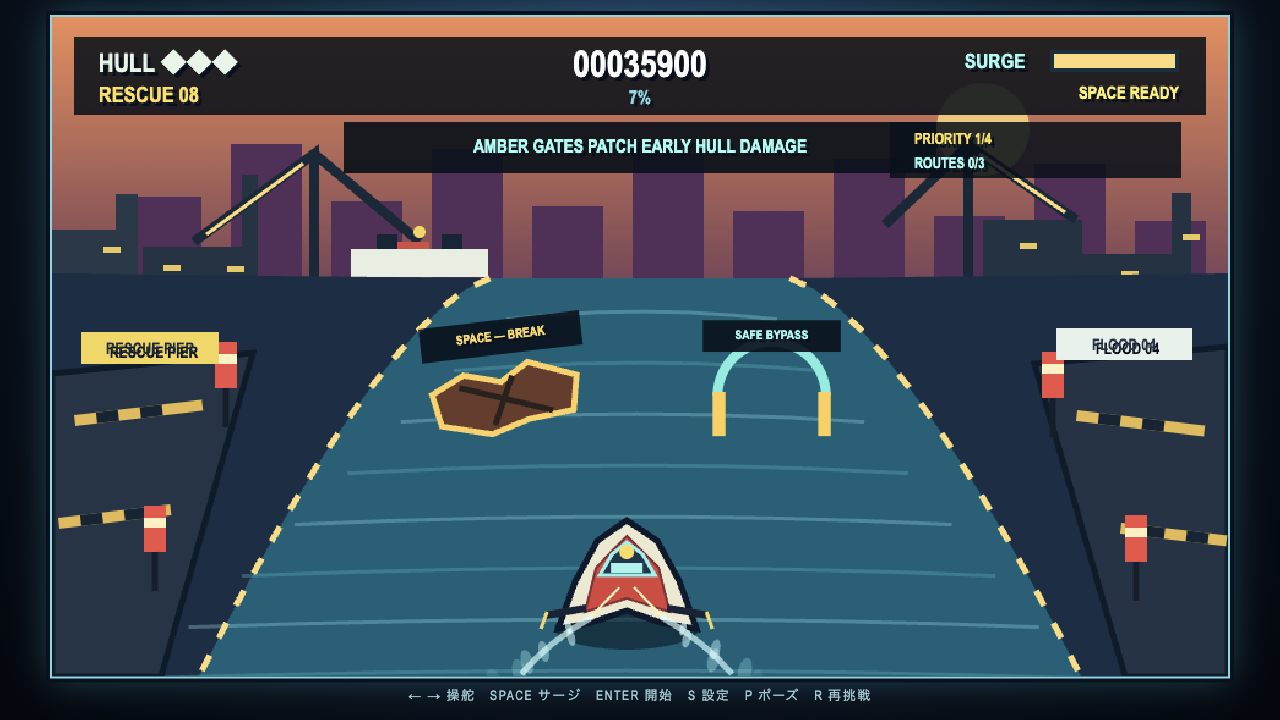 HULL
00035900
SURGE
RESCUE 08
7%
SPACE READY
AMBER GATES PATCH EARLY HULL DAMAGE
PRIORITY 1/4
ROUTES 0/3
SPACE — BREAK
SAFE BYPASS
RESCUE PIER
FLOOD 04
← → 操舵 SPACE サージ ENTER 開始 S 設定 P ポーズ R 再挑戦